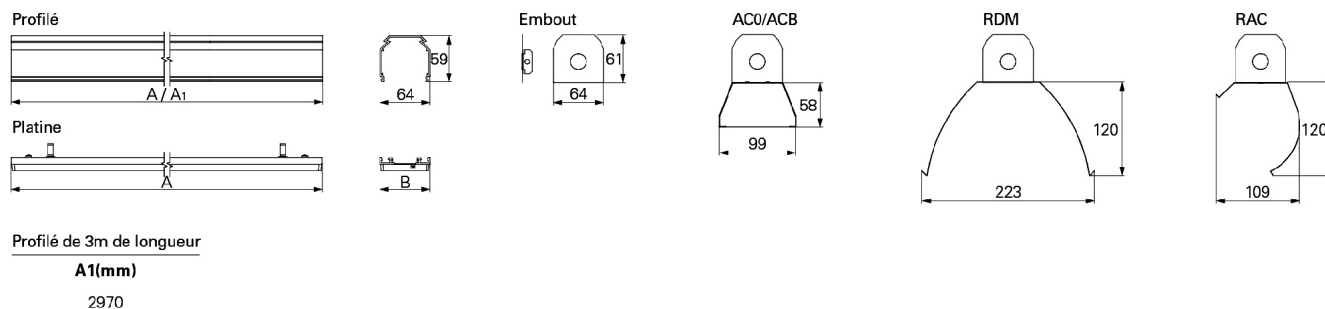 Profilé
Embout
AC0/ACB
RDM
RAC
59
61
64
64
A / A1
58
99
120
223
120
109
Platine
A
B
Profilé de 3m de longueur
A1(mm)
2970